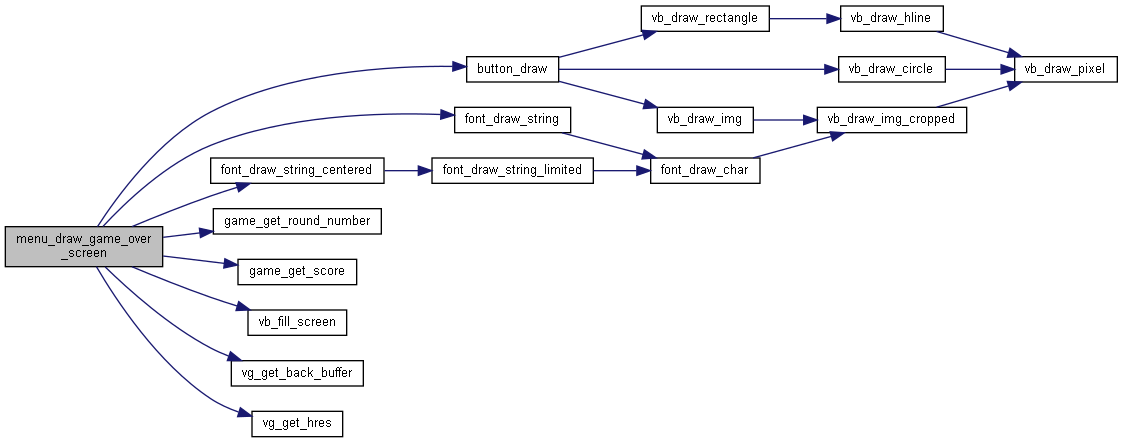 vb_draw_rectangle
vb_draw_hline
button_draw
vb_draw_circle
vb_draw_pixel
font_draw_string
vb_draw_img
vb_draw_img_cropped
font_draw_string_centered
font_draw_string_limited
font_draw_char
game_get_round_number
menu_draw_game_over
_screen
game_get_score
vb_fill_screen
vg_get_back_buffer
vg_get_hres